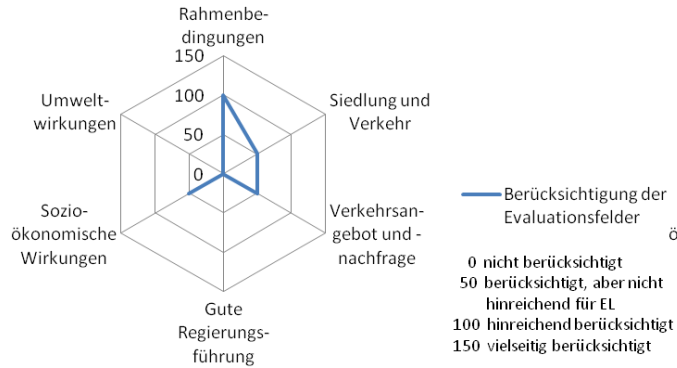 Rahmenbe-
dingungen
150
100
50
0
Siedlung und
Verkehr
Verkehrsan-
gebot und -
nachfrage
Gute
Regierungs-
führung
Sozio-
ökonomische
Wirkungen
Umwelt-
wirkungen
Berücksichtigung der
Evaluationsfelder
ö
0 nicht berücksichtigt
50 berücksichtigt, aber nicht
hinreichend für EL
100 hinreichend berücksichtigt
150 vielseitig berücksichtigt